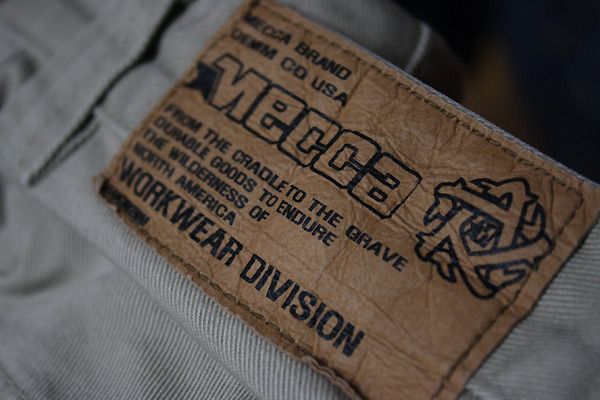 MECCA BRAND
DENIM CO USA
MECCA
FROM THE CRADLE TO THE GRAVE
DURABLE GOODS TO ENDURE
THE WILDERNESS OF
NORTH AMERICA
WORKWEAR DIVISION